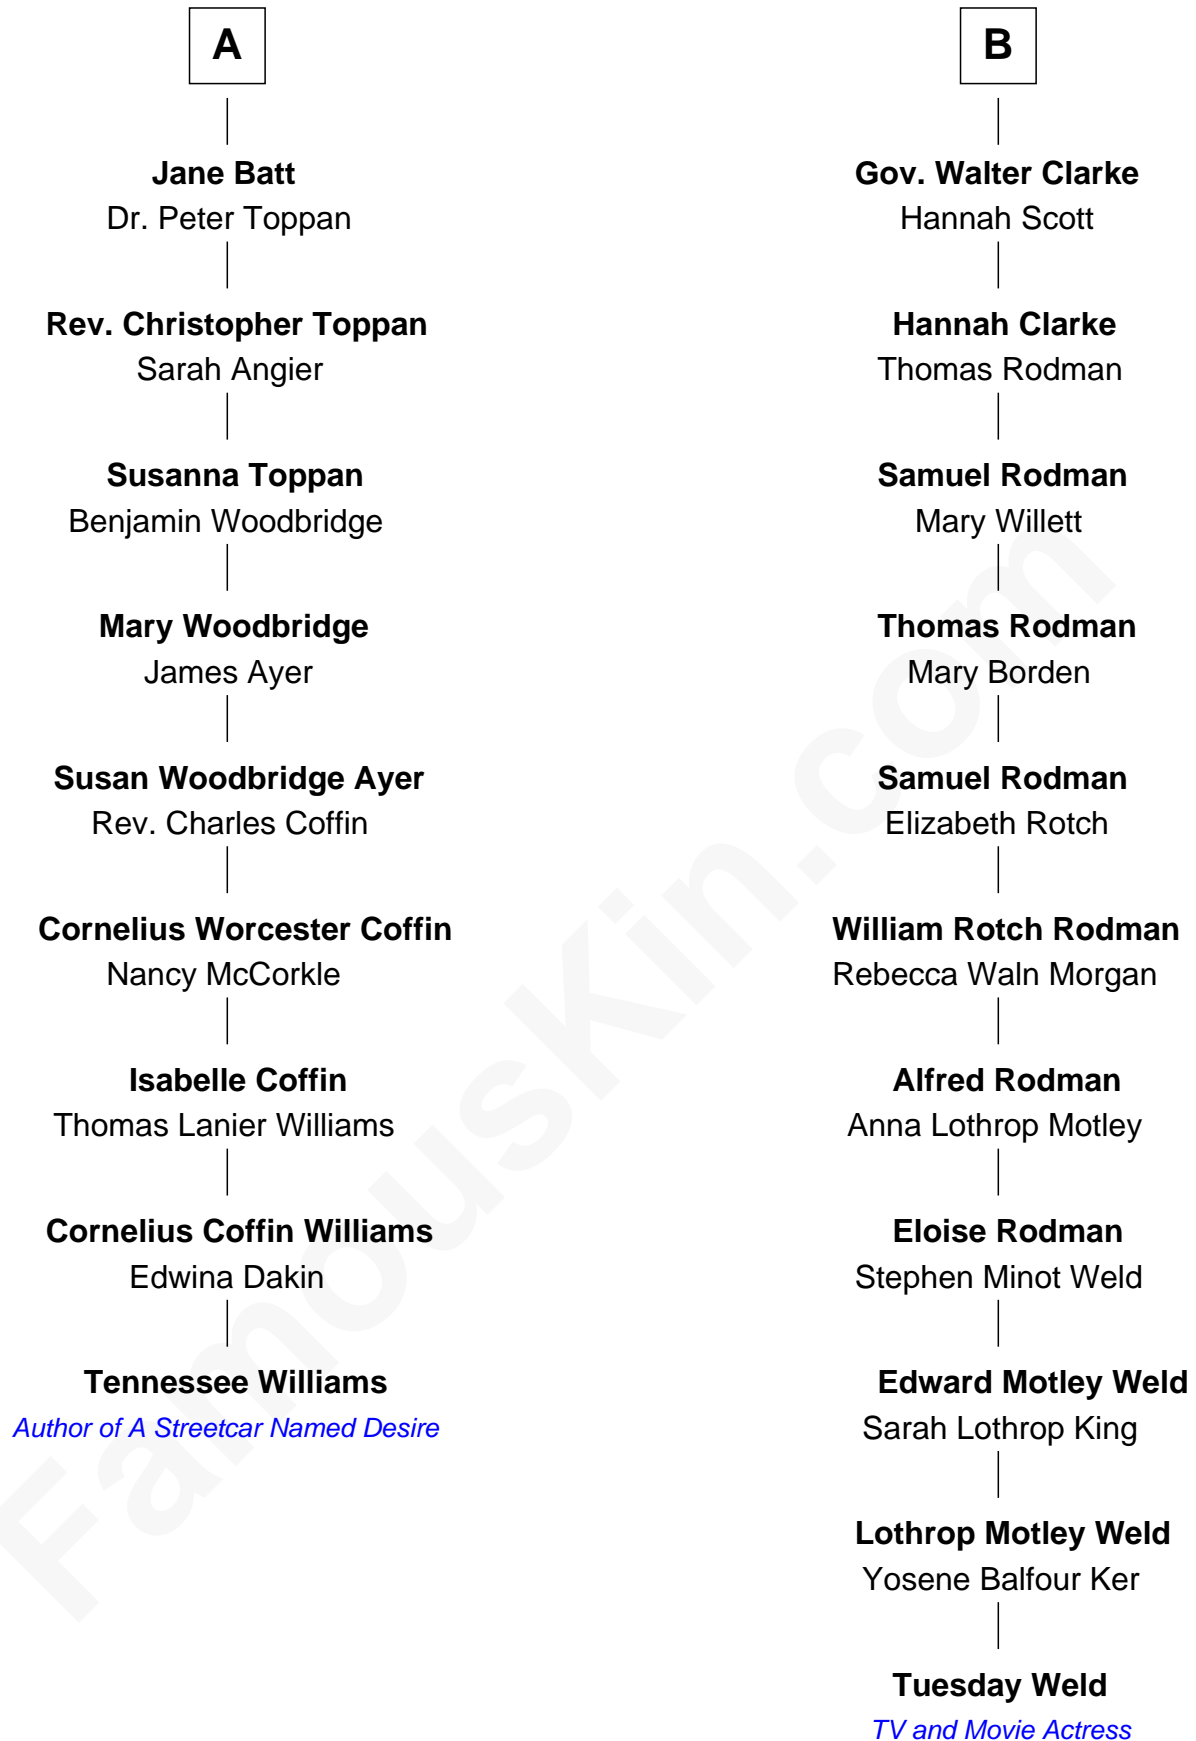 A
Jane Batt
Dr. Peter Toppan
Rev. Christopher Toppan
Sarah Angier
Susanna Toppan
Benjamin Woodbridge
Mary Woodbridge
James Ayer
Susan Woodbridge Ayer
Rev. Charles Coffin
Cornelius Worcester Coffin
Nancy McCorkle
Isabelle Coffin
Thomas Lanier Williams
Cornelius Coffin Williams
Edwina Dakin
Tennessee Williams
Author of A Streetcar Named Desire
B
Gov. Walter Clarke
Hannah Scott
Hannah Clarke
Thomas Rodman
Samuel Rodman
Mary Willett
Thomas Rodman
Mary Borden
Samuel Rodman
Elizabeth Rotch
William Rotch Rodman
Rebecca Waln Morgan
Alfred Rodman
Anna Lothrop Motley
Eloise Rodman
Stephen Minot Weld
Edward Motley Weld
Sarah Lothrop King
Lothrop Motley Weld
Yosene Balfour Ker
Tuesday Weld
TV and Movie Actress
FamousKin.com